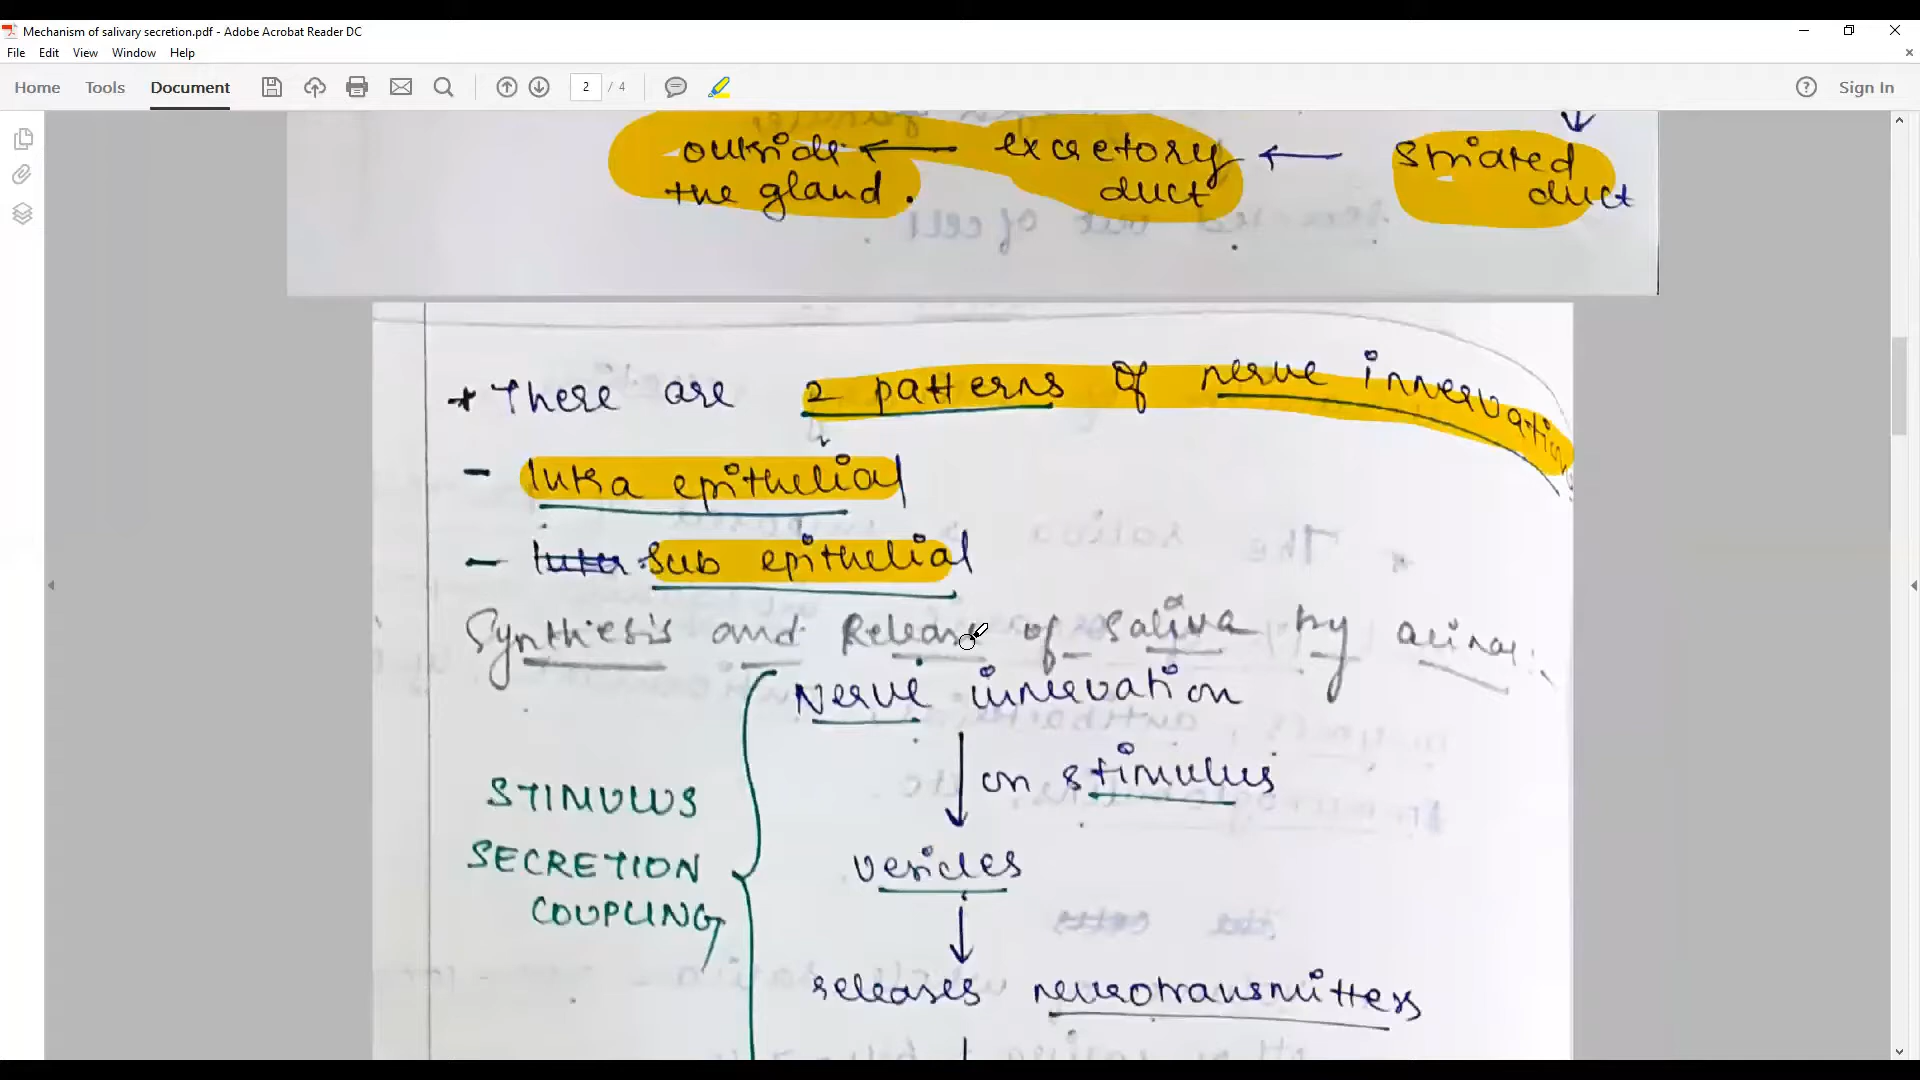 Mechanism of salivary secretion.pdf - Adobe Acrobat Reader DC
File Edit View Window Help
Home Tools Document 2 / 4 Sign In
outside ← excretory ← striated
the gland. duct duct
* There are 2 patterns of nerve innervation
- Intra epithelial
- Sub epithelial
Synthesis and Release of Saliva by acinar:
Nerve innervation
↓ on stimulus
STIMULUS
SECRETION
COUPLING
vesicles
↓
releases neurotransmitters